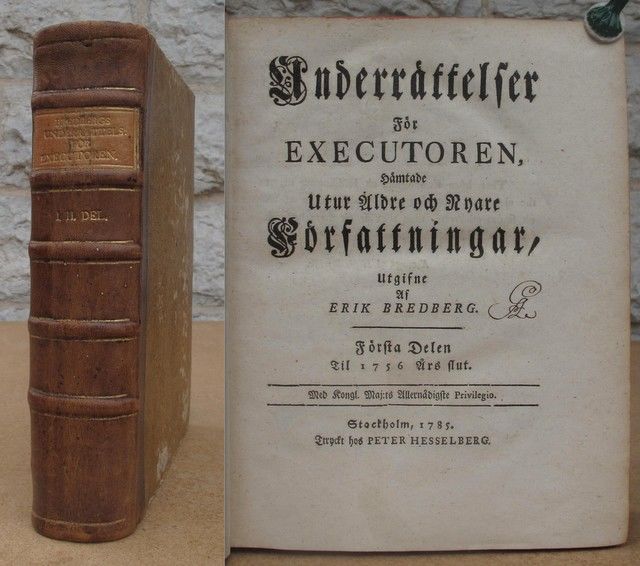 BREDBERGS
UNDERRÄTTELS.
FÖR
EXECUTOREN.
I. II. DEL.
Underrättelser
För
EXECUTOREN,
Hämtade
Utur Äldre och Nyare
Författningar,
Utgifne
Af
ERIK BREDBERG.
Första Delen
Til 1756 Års slut.
Med Kongl. Maj:ts Allernådigste Privilegio.
Stockholm, 1785.
Tryckt hos PETER HESSELBERG.